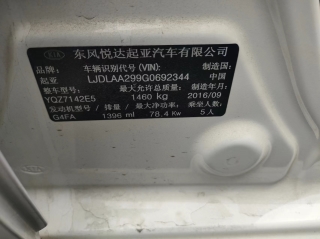 KIA 东风悦达起亚汽车有限公司
品牌: 车辆识别代号(VIN): 制造国:
起亚 LJDLAA299G0692344 中国
整车型号: 最大允许总质量: 制造年月:
YQZ7142E5 1460 kg 2016/09
发动机型号 / 排量 / 最大净功率: 乘坐人数:
G4FA 1396 ml 78.4 Kw 5人